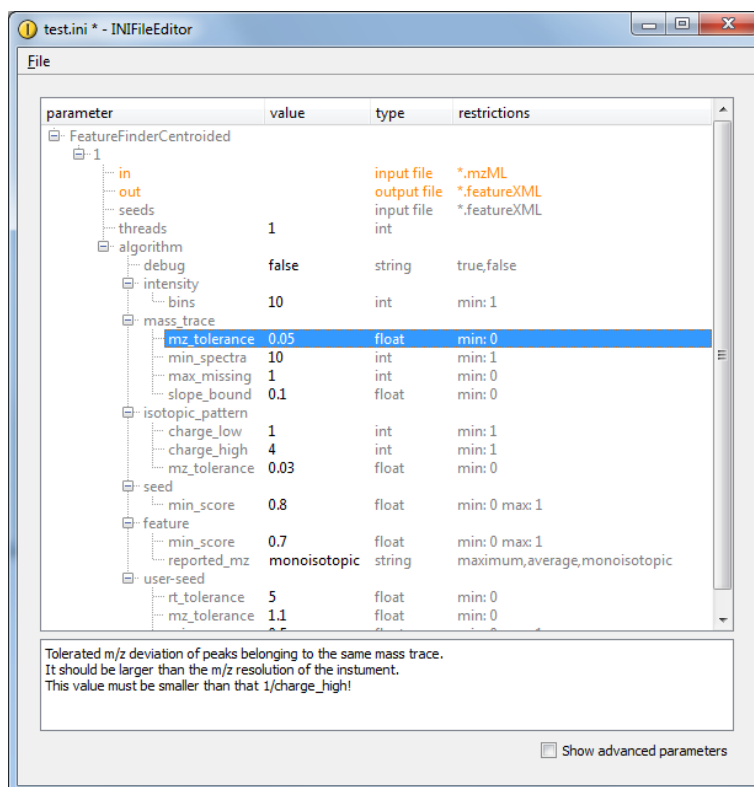 test.ini * - INIFileEditor
File
parameter value type restrictions
FeatureFinderCentroided
1
in input file *.mzML
out output file *.featureXML
seeds input file *.featureXML
threads 1 int
algorithm
debug false string true,false
intensity
bins 10 int min: 1
mass_trace
mz_tolerance 0.05 float min: 0
min_spectra 10 int min: 1
max_missing 1 int min: 0
slope_bound 0.1 float min: 0
isotopic_pattern
charge_low 1 int min: 1
charge_high 4 int min: 1
mz_tolerance 0.03 float min: 0
seed
min_score 0.8 float min: 0 max: 1
feature
min_score 0.7 float min: 0 max: 1
reported_mz monoisotopic string maximum,average,monoisotopic
user-seed
rt_tolerance 5 float min: 0
mz_tolerance 1.1 float min: 0
Tolerated m/z deviation of peaks belonging to the same mass trace.
It should be larger than the m/z resolution of the instument.
This value must be smaller than that 1/charge_high!
Show advanced parameters